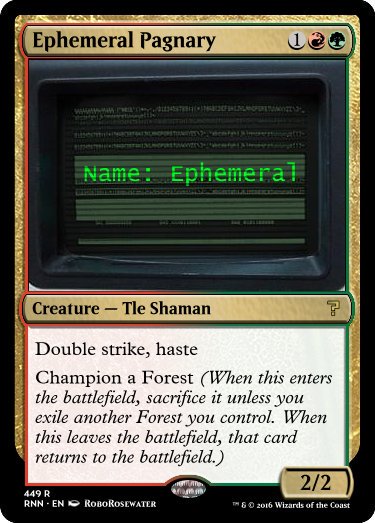 Ephemeral Pagnary 1
Name: Ephemeral
Creature — Tle Shaman
Double strike, haste
Champion a Forest (When this enters
the battlefield, sacrifice it unless you
exile another Forest you control. When
this leaves the battlefield, that card
returns to the battlefield.)
2/2
449 R
RNN • EN RoboRosewater
™ & © 2016 Wizards of the Coast